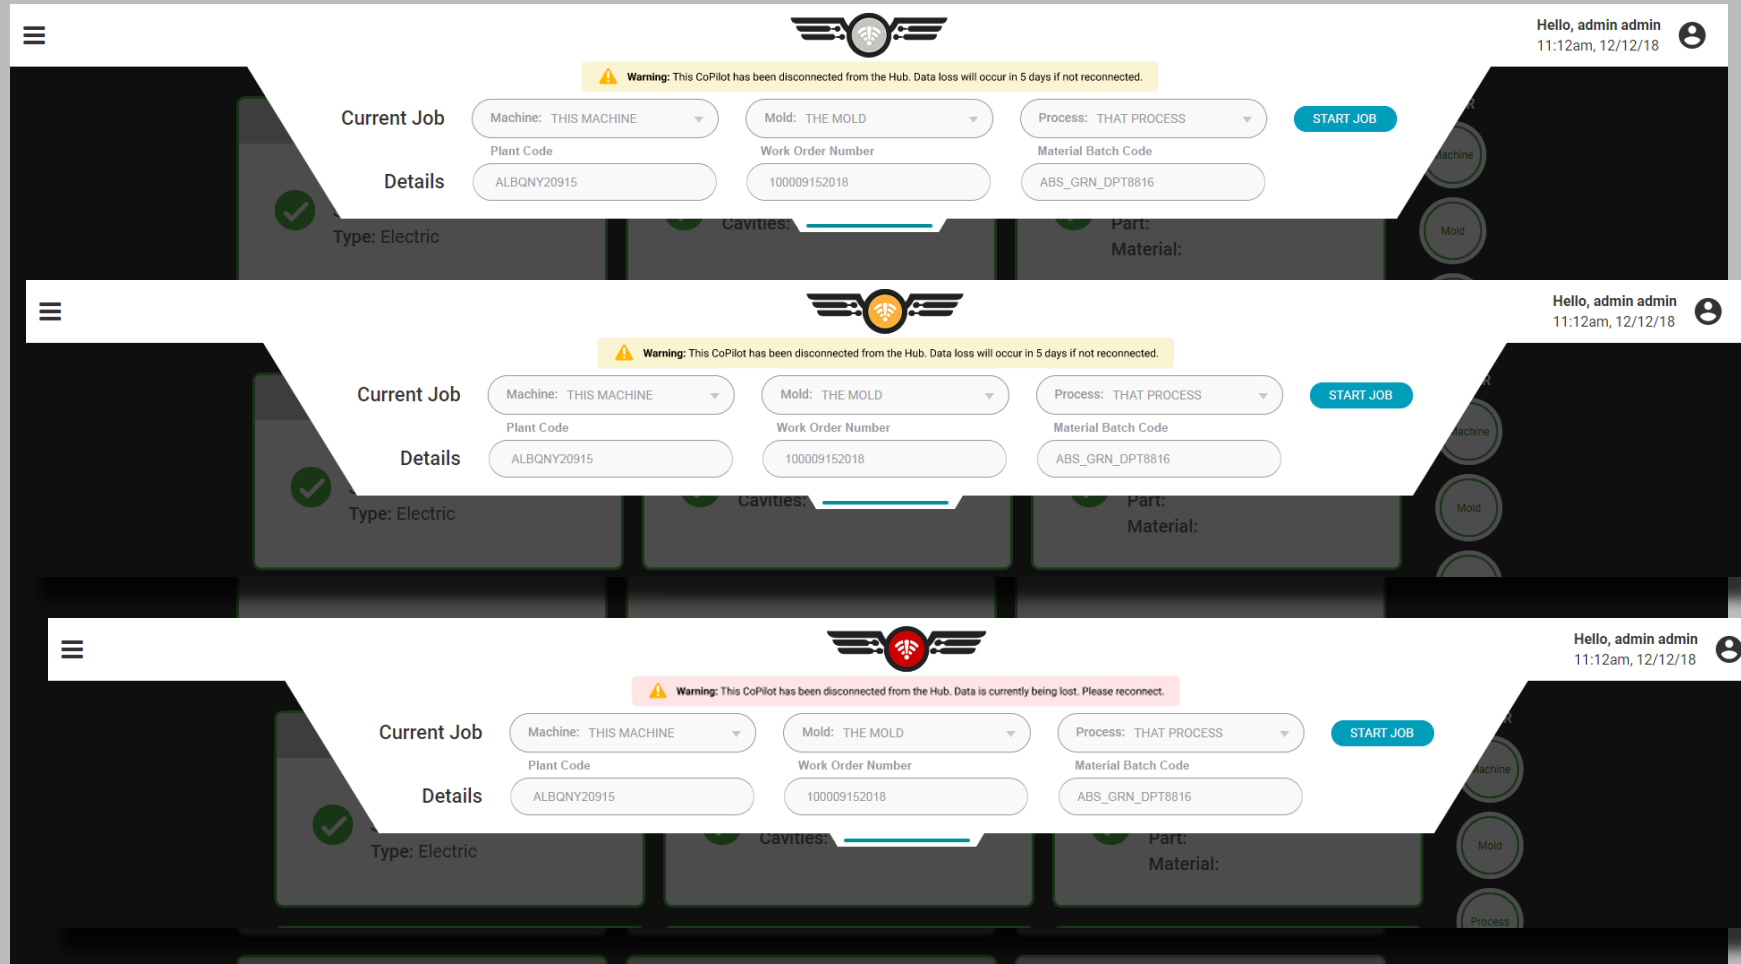 Hello, admin admin
11:12am, 12/12/18
Warning: This CoPilot has been disconnected from the Hub. Data loss will occur in 5 days if not reconnected.
Current Job
Machine: THIS MACHINE
Mold: THE MOLD
Process: THAT PROCESS
START JOB
R
Machine
Plant Code
Work Order Number
Material Batch Code
Details
ALBQNY20915
100009152018
ABS_GRN_DPT8816
Cavities:
Part:
Type: Electric
Material:
Mold
Hello, admin admin
11:12am, 12/12/18
Warning: This CoPilot has been disconnected from the Hub. Data loss will occur in 5 days if not reconnected.
Current Job
Machine: THIS MACHINE
Mold: THE MOLD
Process: THAT PROCESS
START JOB
R
Machine
Plant Code
Work Order Number
Material Batch Code
Details
ALBQNY20915
100009152018
ABS_GRN_DPT8816
Cavities:
Part:
Type: Electric
Material:
Mold
Hello, admin admin
11:12am, 12/12/18
Warning: This CoPilot has been disconnected from the Hub. Data is currently being lost. Please reconnect.
Current Job
Machine: THIS MACHINE
Mold: THE MOLD
Process: THAT PROCESS
START JOB
R
Machine
Plant Code
Work Order Number
Material Batch Code
Details
ALBQNY20915
100009152018
ABS_GRN_DPT8816
Cavities:
Part:
Type: Electric
Material:
Mold
Process